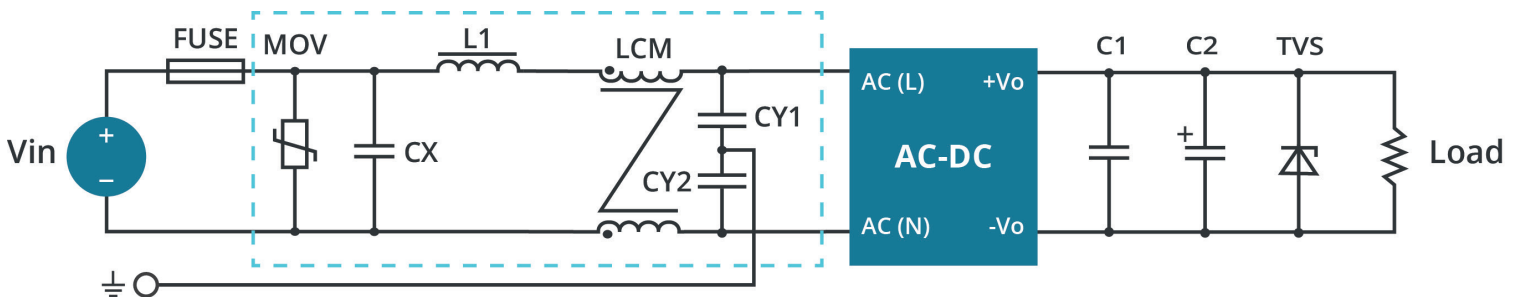 FUSE
MOV
L1
LCM
C1
C2
TVS
AC (L)
+Vo
CY1
+
+
Vin
CX
AC-DC
Load
−
CY2
AC (N)
-Vo